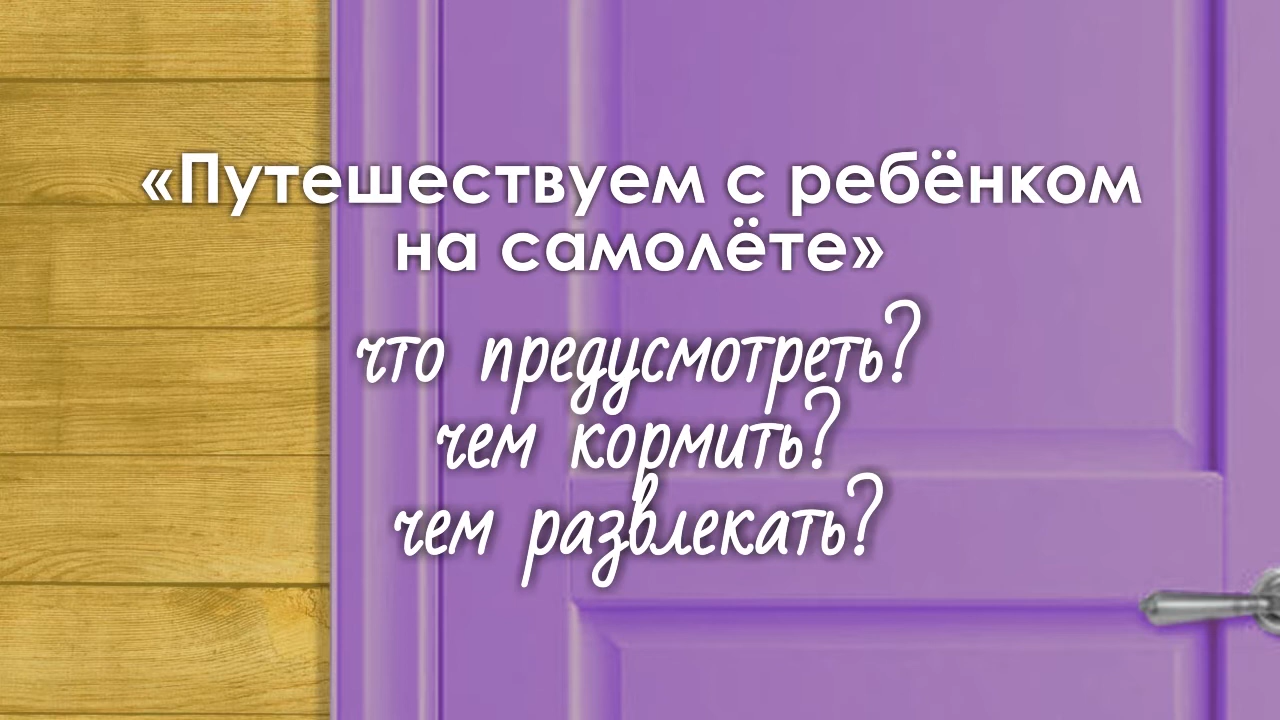 «Путешествуем с ребёнком
на самолёте»
что предусмотреть?
чем кормить?
чем развлекать?